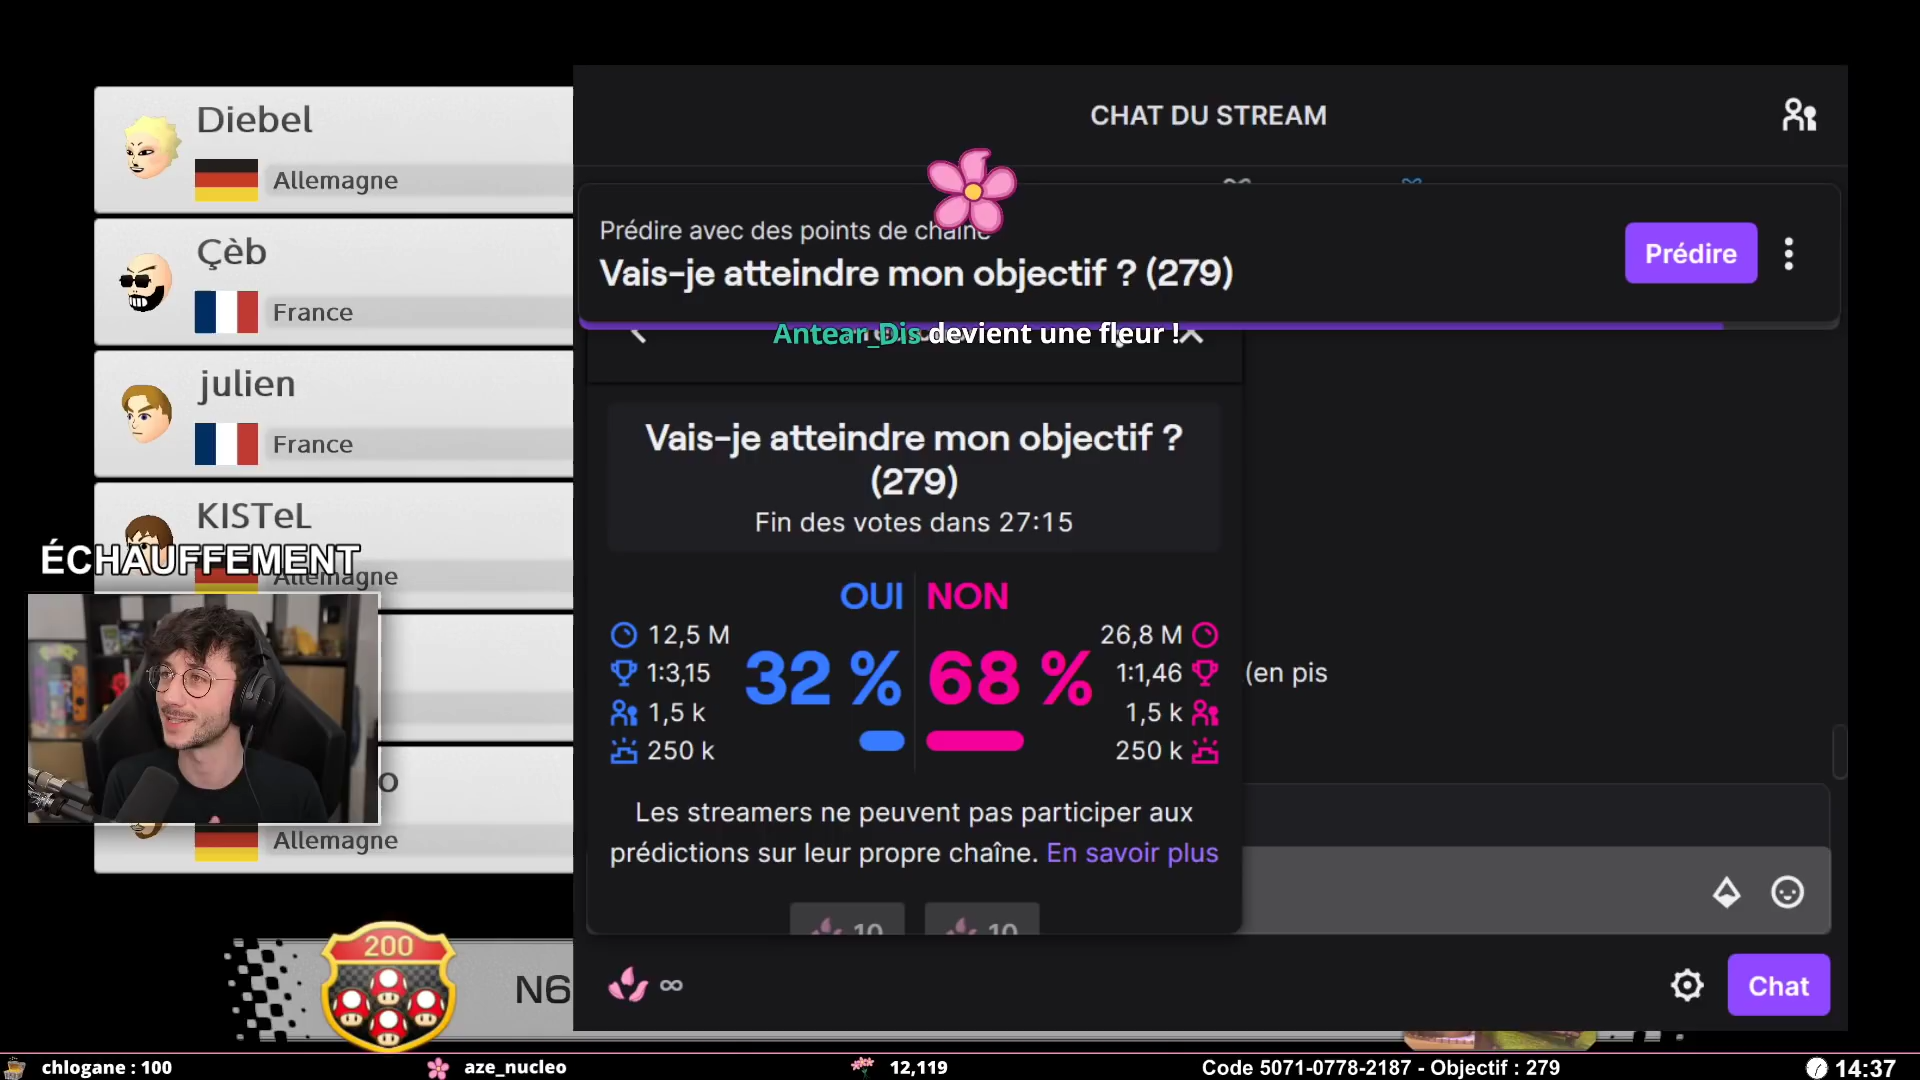 Diebel
Allemagne
Çèb
France
julien
France
KISTeL
Allemagne
ÉCHAUFFEMENT
o
Allemagne
200
N6
CHAT DU STREAM
Prédire avec des points de chaîne
Vais-je atteindre mon objectif ? (279)
Prédire
Antear_Dis devient une fleur !
Vais-je atteindre mon objectif ?
(279)
Fin des votes dans 27:15
OUI NON
32 % 68 %
12,5 M
1:3,15
1,5 k
250 k
26,8 M
1:1,46
1,5 k
250 k
(en pis
Les streamers ne peuvent pas participer aux
prédictions sur leur propre chaîne. En savoir plus
10 10
∞
Chat
chlogane : 100
aze_nucleo
12,119
Code 5071-0778-2187 - Objectif : 279
14:37